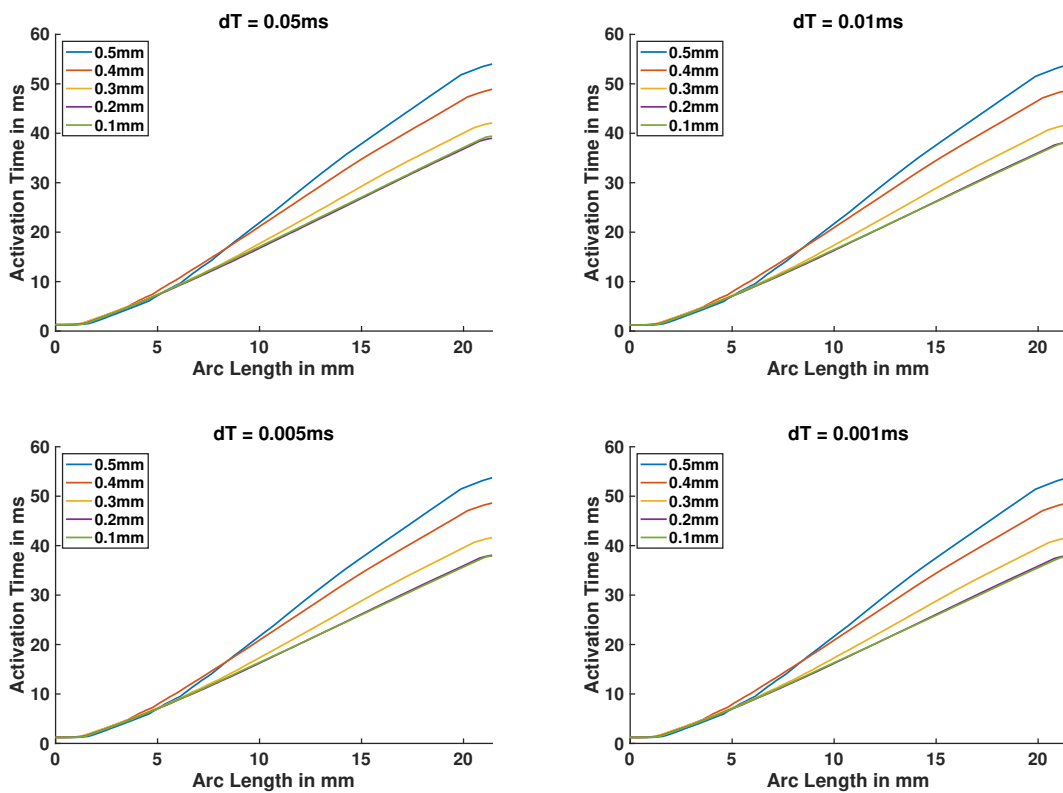 dT = 0.05ms
60
50
40
30
20
10
0
Activation Time in ms
0.5mm
0.4mm
0.3mm
0.2mm
0.1mm
0 5 10 15 20
Arc Length in mm
dT = 0.01ms
60
50
40
30
20
10
0
Activation Time in ms
0.5mm
0.4mm
0.3mm
0.2mm
0.1mm
0 5 10 15 20
Arc Length in mm
dT = 0.005ms
60
50
40
30
20
10
0
Activation Time in ms
0.5mm
0.4mm
0.3mm
0.2mm
0.1mm
0 5 10 15 20
Arc Length in mm
dT = 0.001ms
60
50
40
30
20
10
0
Activation Time in ms
0.5mm
0.4mm
0.3mm
0.2mm
0.1mm
0 5 10 15 20
Arc Length in mm